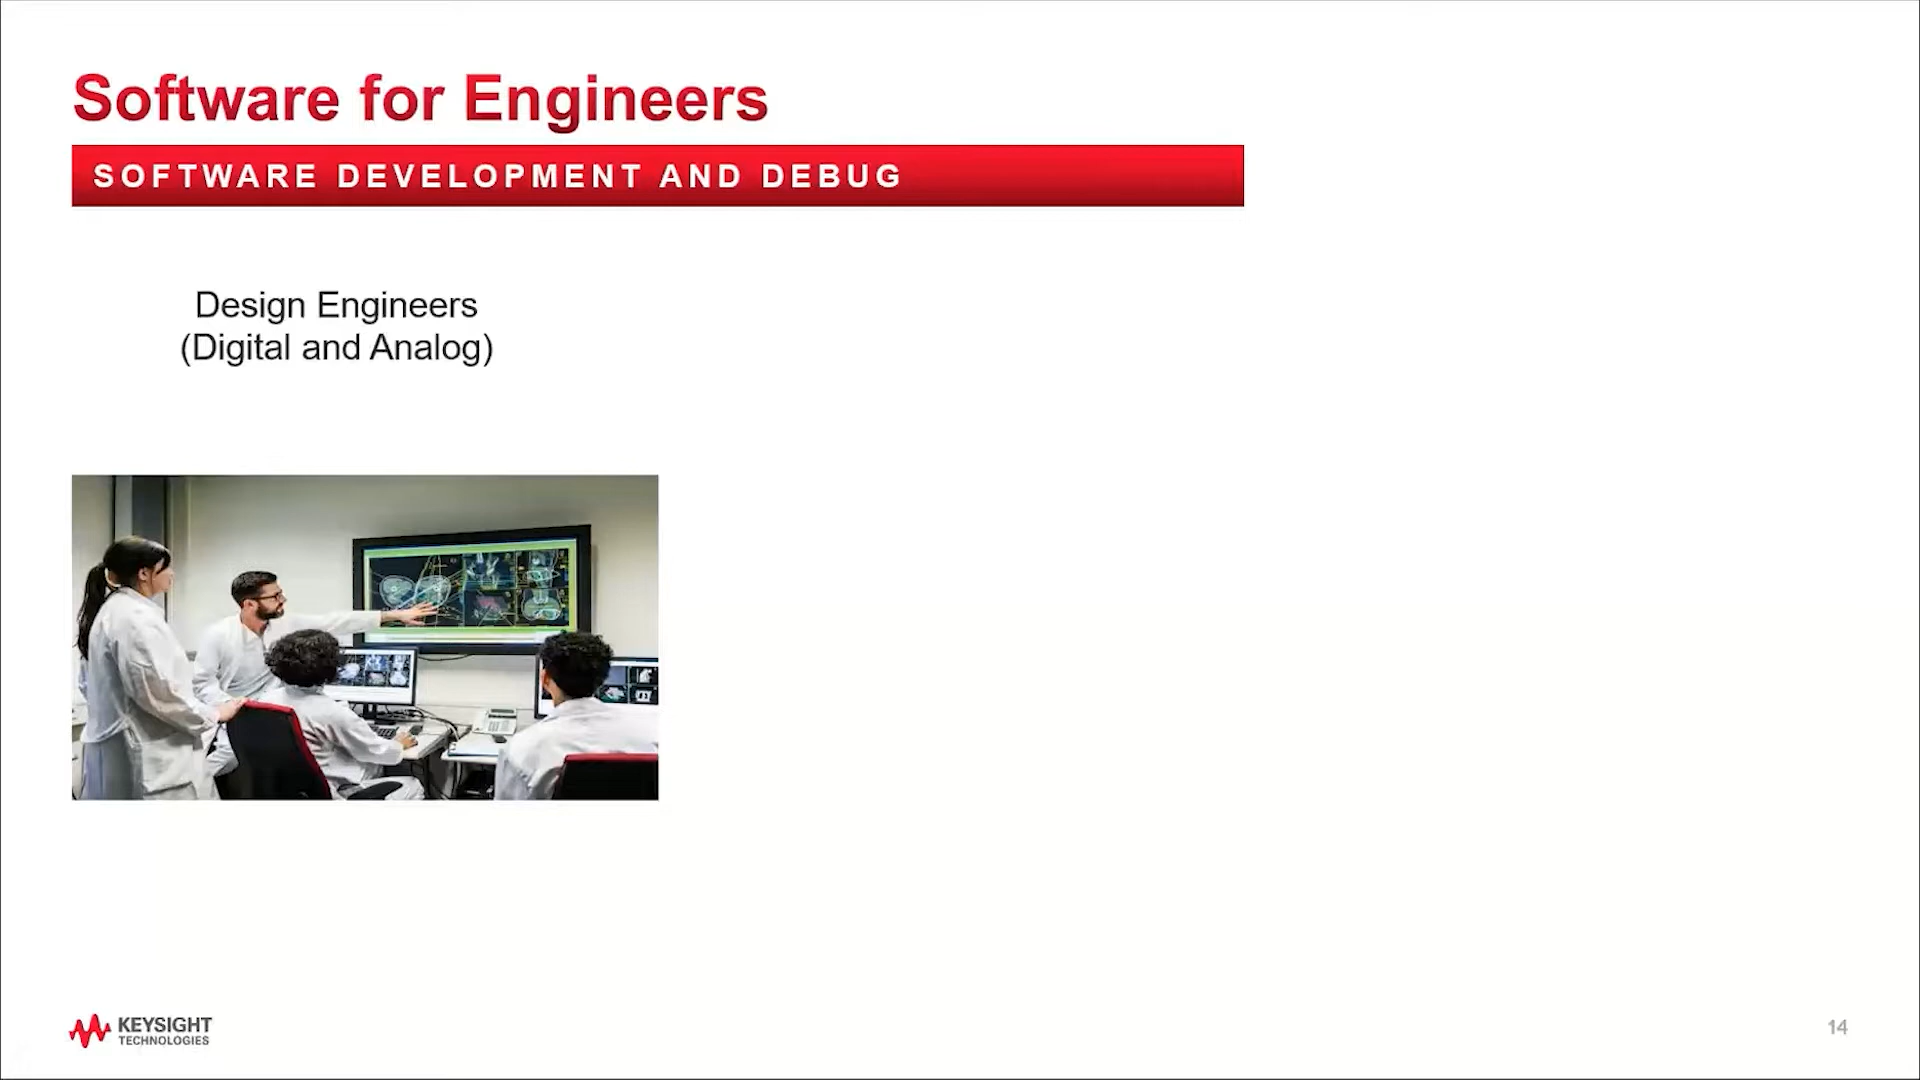 Software for Engineers
SOFTWARE DEVELOPMENT AND DEBUG
Design Engineers
(Digital and Analog)
KEYSIGHT
TECHNOLOGIES
14